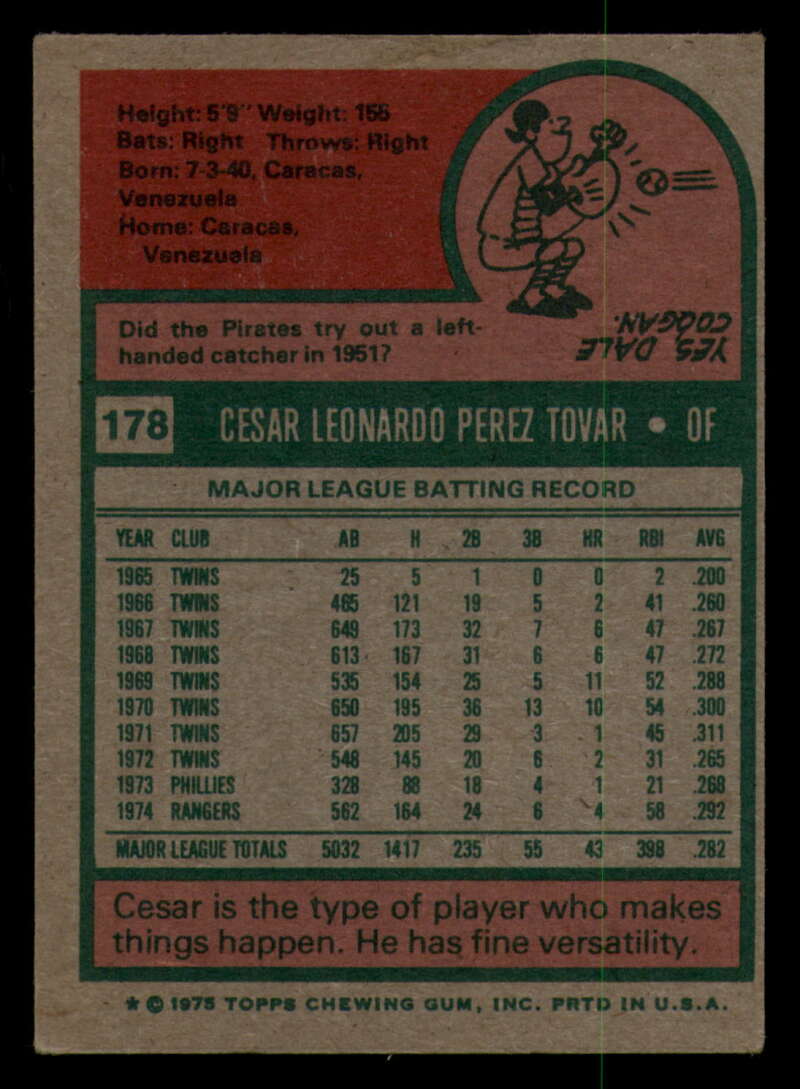 Height: 5'9" Weight: 155
Bats: Right Throws: Right
Born: 7-3-40, Caracas,
Venezuela
Home: Caracas,
Venezuela
Did the Pirates try out a left-
handed catcher in 1951?
YES DALE
COOGAN.
178 CESAR LEONARDO PEREZ TOVAR • OF
MAJOR LEAGUE BATTING RECORD
YEAR CLUB AB H 2B 3B HR RBI AVG
1965 TWINS 25 5 1 0 0 2 .200
1966 TWINS 465 121 19 5 2 41 .260
1967 TWINS 649 173 32 7 6 47 .267
1968 TWINS 613 167 31 6 6 47 .272
1969 TWINS 535 154 25 5 11 52 .288
1970 TWINS 650 195 36 13 10 54 .300
1971 TWINS 657 205 29 3 1 45 .311
1972 TWINS 548 145 20 6 2 31 .265
1973 PHILLIES 328 88 18 4 1 21 .268
1974 RANGERS 562 164 24 6 4 58 .292
MAJOR LEAGUE TOTALS 5032 1417 235 55 43 398 .282
Cesar is the type of player who makes
things happen. He has fine versatility.
* © 1975 TOPPS CHEWING GUM, INC. PRTD IN U.S.A.